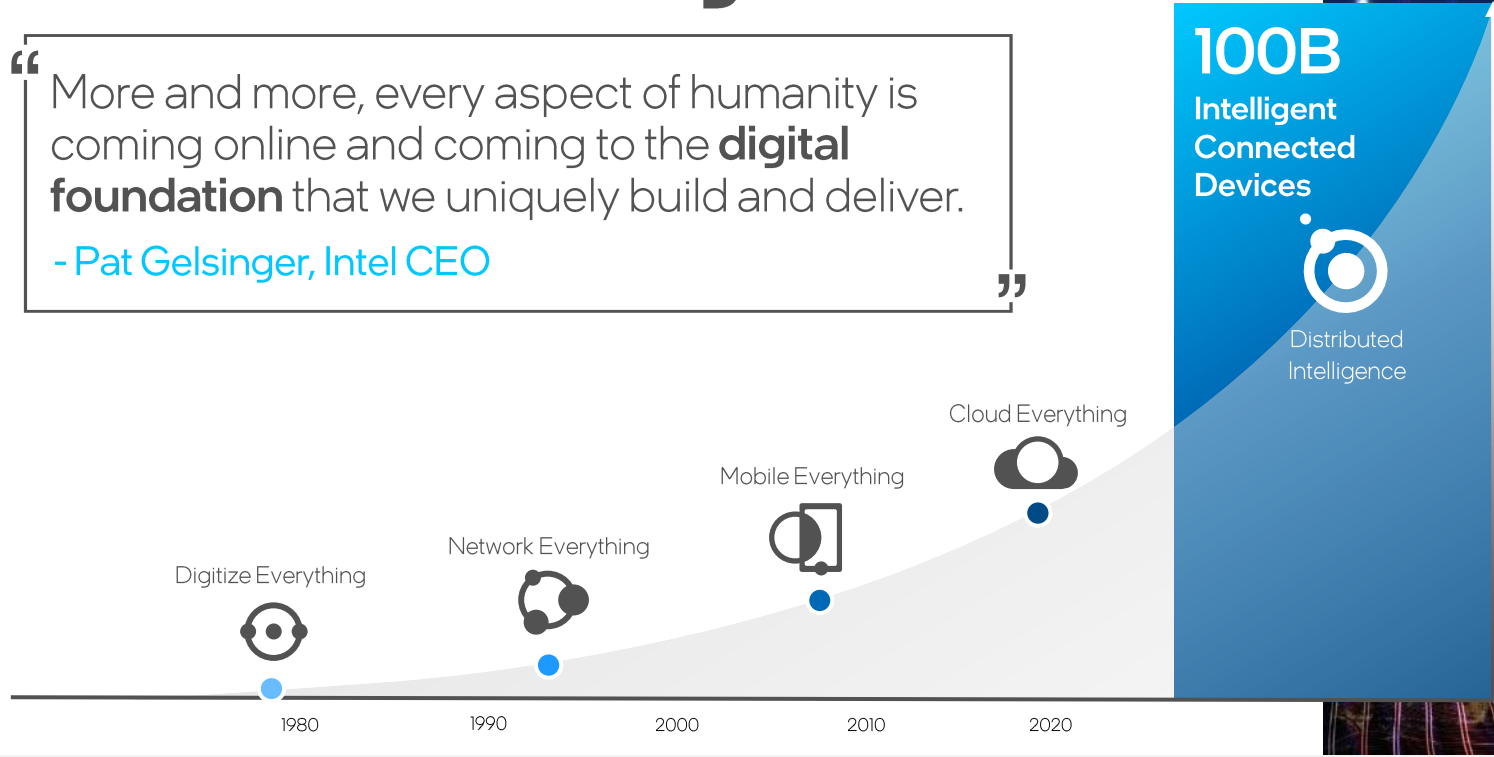 “
More and more, every aspect of humanity is
coming online and coming to the digital
foundation that we uniquely build and deliver.
- Pat Gelsinger, Intel CEO
”
100B
Intelligent
Connected
Devices
Distributed
Intelligence
Cloud Everything
Mobile Everything
Network Everything
Digitize Everything
1980
1990
2000
2010
2020